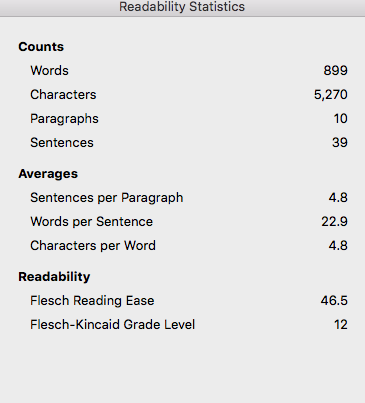 Readability Statistics
Counts
Words 899
Characters 5,270
Paragraphs 10
Sentences 39
Averages
Sentences per Paragraph 4.8
Words per Sentence 22.9
Characters per Word 4.8
Readability
Flesch Reading Ease 46.5
Flesch-Kincaid Grade Level 12